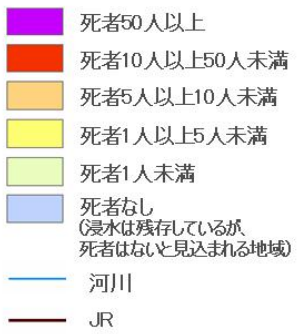 死者50人以上
死者10人以上50人未満
死者5人以上10人未満
死者1人以上5人未満
死者1人未満
死者なし
(浸水は残存しているが、
死者はないと見込まれる地域)
河川
JR